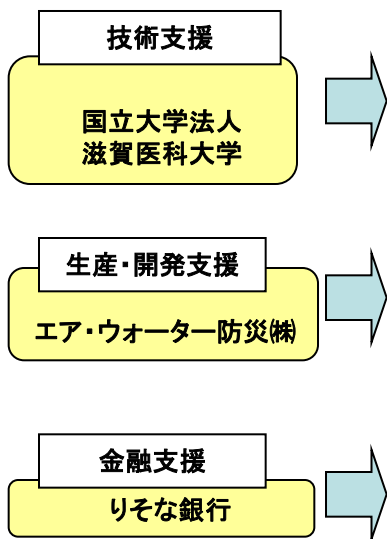 技術支援
国立大学法人
滋賀医科大学
生産・開発支援
エア・ウォーター防災㈱
金融支援
りそな銀行